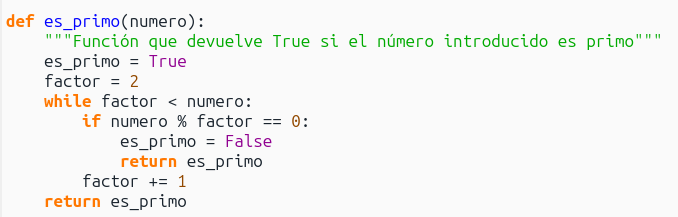 def es_primo(numero):
    """Función que devuelve True si el número introducido es primo"""
    es_primo = True
    factor = 2
    while factor < numero:
        if numero % factor == 0:
            es_primo = False
            return es_primo
        factor += 1
    return es_primo